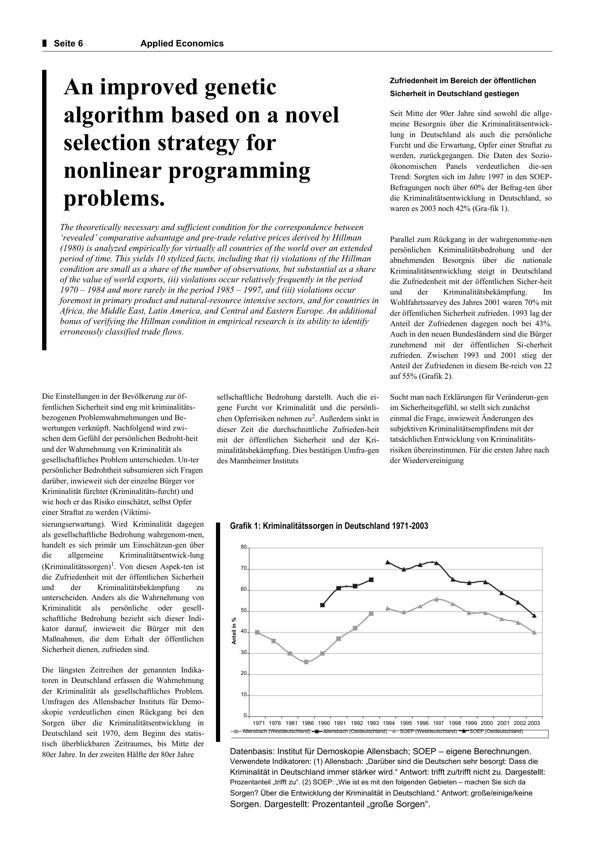 Seite 6 Applied Economics
An improved genetic
algorithm based on a novel
selection strategy for
nonlinear programming
problems.
The theoretically necessary and sufficient condition for the correspondence between
‘revealed’ comparative advantage and pre-trade relative prices derived by Hillman
(1980) is analyzed empirically for virtually all countries of the world over an extended
period of time. This yields 10 stylized facts, including that (i) violations of the Hillman
condition are small as a share of the number of observations, but substantial as a share
of the value of world exports, (ii) violations occur relatively frequently in the period
1970 – 1984 and more rarely in the period 1985 – 1997, and (iii) violations occur
foremost in primary product and natural-resource intensive sectors, and for countries in
Africa, the Middle East, Latin America, and Central and Eastern Europe. An additional
bonus of verifying the Hillman condition in empirical research is its ability to identify
erroneously classified trade flows.
Zufriedenheit im Bereich der öffentlichen
Sicherheit in Deutschland gestiegen
Seit Mitte der 90er Jahre sind sowohl die allge-
meine Besorgnis über die Kriminalitätsentwick-
lung in Deutschland als auch die persönliche
Furcht und die Erwartung, Opfer einer Straftat zu
werden, zurückgegangen. Die Daten des Sozio-
ökonomischen Panels verdeutlichen die-sen
Trend: Sorgten sich im Jahre 1997 in den SOEP-
Befragungen noch über 60% der Befrag-ten über
die Kriminalitätsentwicklung in Deutschland, so
waren es 2003 noch 42% (Gra-fik 1).
Parallel zum Rückgang in der wahrgenomme-nen
persönlichen Kriminalitätsbedrohung und der
abnehmenden Besorgnis über die nationale
Kriminalitätsentwicklung steigt in Deutschland
die Zufriedenheit mit der öffentlichen Sicher-heit
und der Kriminalitätsbekämpfung. Im
Wohlfahrtssurvey des Jahres 2001 waren 70% mit
der öffentlichen Sicherheit zufrieden. 1993 lag der
Anteil der Zufriedenen dagegen noch bei 43%.
Auch in den neuen Bundesländern sind die Bürger
zunehmend mit der öffentlichen Si-cherheit
zufrieden. Zwischen 1993 und 2001 stieg der
Anteil der Zufriedenen in diesem Be-reich von 22
auf 55% (Grafik 2).
Die Einstellungen in der Bevölkerung zur öf-
fentlichen Sicherheit sind eng mit kriminalitäts-
bezogenen Problemwahrnehmungen und Be-
wertungen verknüpft. Nachfolgend wird zwi-
schen dem Gefühl der persönlichen Bedroht-heit
und der Wahrnehmung von Kriminalität als
gesellschaftliches Problem unterschieden. Un-ter
persönlicher Bedrohtheit subsumieren sich Fragen
darüber, inwieweit sich der einzelne Bürger vor
Kriminalität fürchtet (Kriminalitäts-furcht) und
wie hoch er das Risiko einschätzt, selbst Opfer
einer Straftat zu werden (Viktimi-
sierungserwartung). Wird Kriminalität dagegen
als gesellschaftliche Bedrohung wahrgenom-men,
handelt es sich primär um Einschätzun-gen über
die allgemeine Kriminalitätsentwick-lung
(Kriminalitätssorgen)1. Von diesen Aspek-ten ist
die Zufriedenheit mit der öffentlichen Sicherheit
und der Kriminalitätsbekämpfung zu
unterscheiden. Anders als die Wahrnehmung von
Kriminalität als persönliche oder gesell-
schaftliche Bedrohung bezieht sich dieser Indi-
kator darauf, inwieweit die Bürger mit den
Maßnahmen, die dem Erhalt der öffentlichen
Sicherheit dienen, zufrieden sind.
Die längsten Zeitreihen der genannten Indika-
toren in Deutschland erfassen die Wahrnehmung
der Kriminalität als gesellschaftliches Problem.
Umfragen des Allensbacher Instituts für Demo-
skopie verdeutlichen einen Rückgang bei den
Sorgen über die Kriminalitätsentwicklung in
Deutschland seit 1970, dem Beginn des statis-
tisch überblickbaren Zeitraumes, bis Mitte der
80er Jahre. In der zweiten Hälfte der 80er Jahre
sellschaftliche Bedrohung darstellt. Auch die ei-
gene Furcht vor Kriminalität und die persönli-
chen Opferrisiken nehmen zu2. Außerdem sinkt in
dieser Zeit die durchschnittliche Zufrieden-heit
mit der öffentlichen Sicherheit und der Kri-
minalitätsbekämpfung. Dies bestätigen Umfra-gen
des Mannheimer Instituts
Sucht man nach Erklärungen für Veränderun-gen
im Sicherheitsgefühl, so stellt sich zunächst
einmal die Frage, inwieweit Änderungen des
subjektiven Kriminalitätsempfindens mit der
tatsächlichen Entwicklung von Kriminalitäts-
risiken übereinstimmen. Für die ersten Jahre nach
der Wiedervereinigung
Grafik 1: Kriminalitätssorgen in Deutschland 1971-2003
Anteil in %
80
70
60
50
40
30
20
10
0
1971 1976 1981 1986 1990 1991 1992 1993 1994 1995 1996 1997 1998 1999 2000 2001 2002 2003
Allensbach (Westdeutschland) Allensbach (Ostdeutschland) SOEP (Westdeutschland) SOEP (Ostdeutschland)
Datenbasis: Institut für Demoskopie Allensbach; SOEP – eigene Berechnungen.
Verwendete Indikatoren: (1) Allensbach: „Darüber sind die Deutschen sehr besorgt: Dass die
Kriminalität in Deutschland immer stärker wird.“ Antwort: trifft zu/trifft nicht zu. Dargestellt:
Prozentanteil „trifft zu“. (2) SOEP: „Wie ist es mit den folgenden Gebieten – machen Sie sich da
Sorgen? Über die Entwicklung der Kriminalität in Deutschland.“ Antwort: große/einige/keine
Sorgen. Dargestellt: Prozentanteil „große Sorgen“.